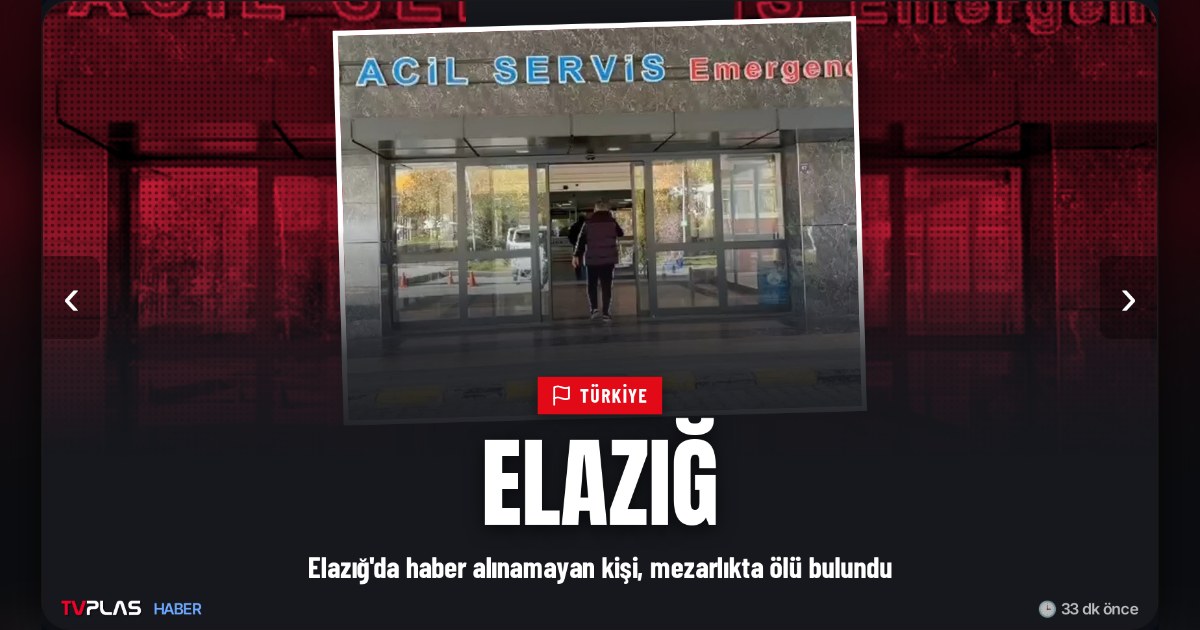 ACİL SERVİS Emergenc
TÜRKİYE
ELAZIĞ
Elazığ'da haber alınamayan kişi, mezarlıkta ölü bulundu
TVPLAS HABER
33 dk önce